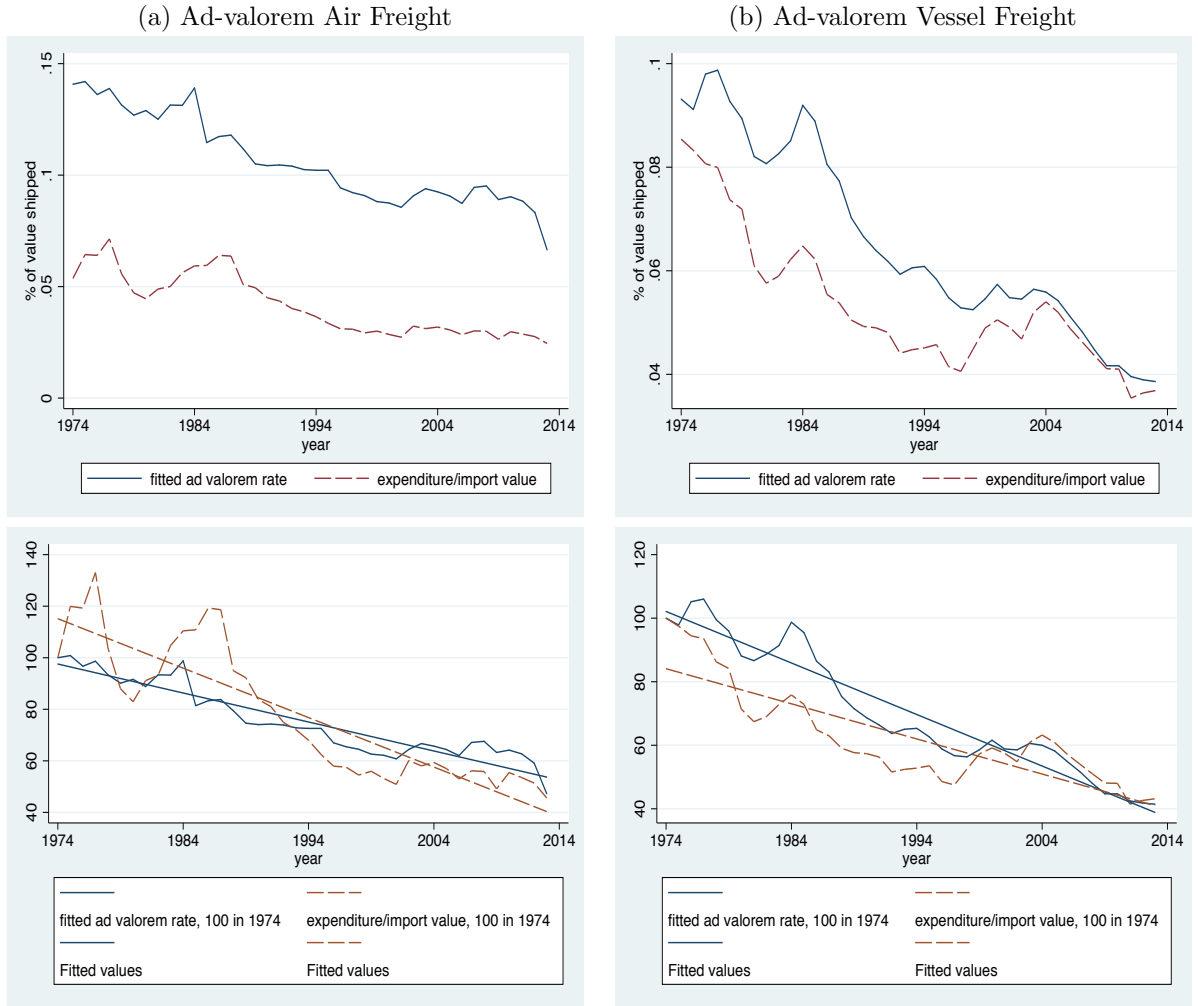 (a) Ad-valorem Air Freight
(b) Ad-valorem Vessel Freight
% of value shipped
0
.05
.1
.15
1974
1984
1994
2004
2014
year
fitted ad valorem rate
expenditure/import value
% of value shipped
.04
.06
.08
.1
1974
1984
1994
2004
2014
year
fitted ad valorem rate
expenditure/import value
40
60
80
100
120
140
1974
1984
1994
2004
2014
year
fitted ad valorem rate, 100 in 1974
expenditure/import value, 100 in 1974
Fitted values
Fitted values
40
60
80
100
120
1974
1984
1994
2004
2014
year
fitted ad valorem rate, 100 in 1974
expenditure/import value, 100 in 1974
Fitted values
Fitted values